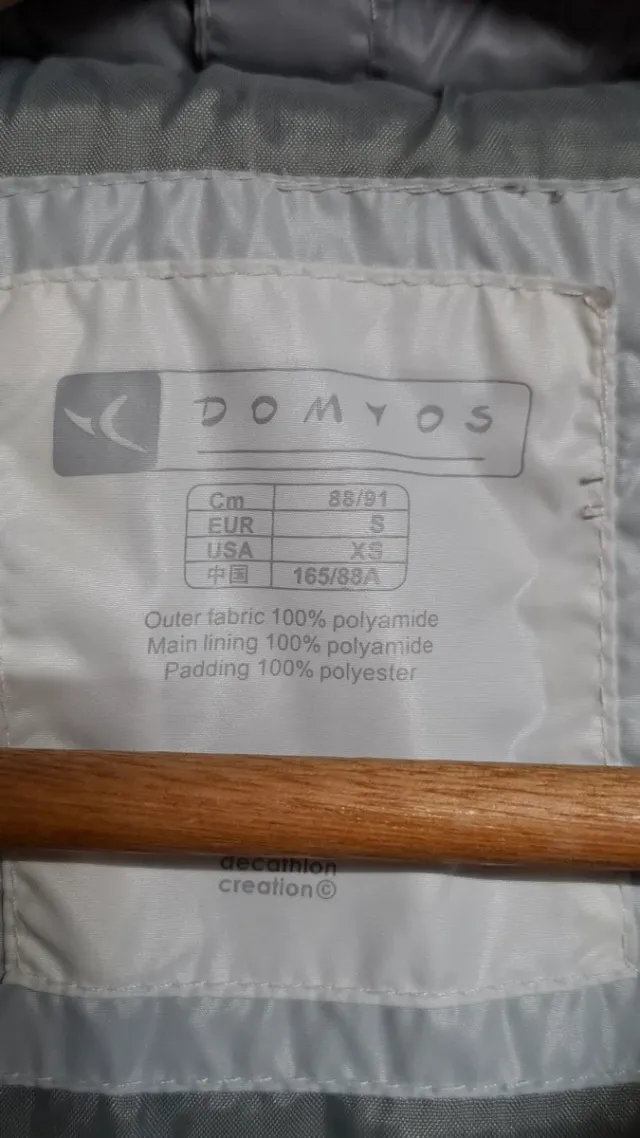 DOMYOS
Cm 88/91
EUR S
USA XS
中国 165/88A
Outer fabric 100% polyamide
Main lining 100% polyamide
Padding 100% polyester
decathlon
creation©